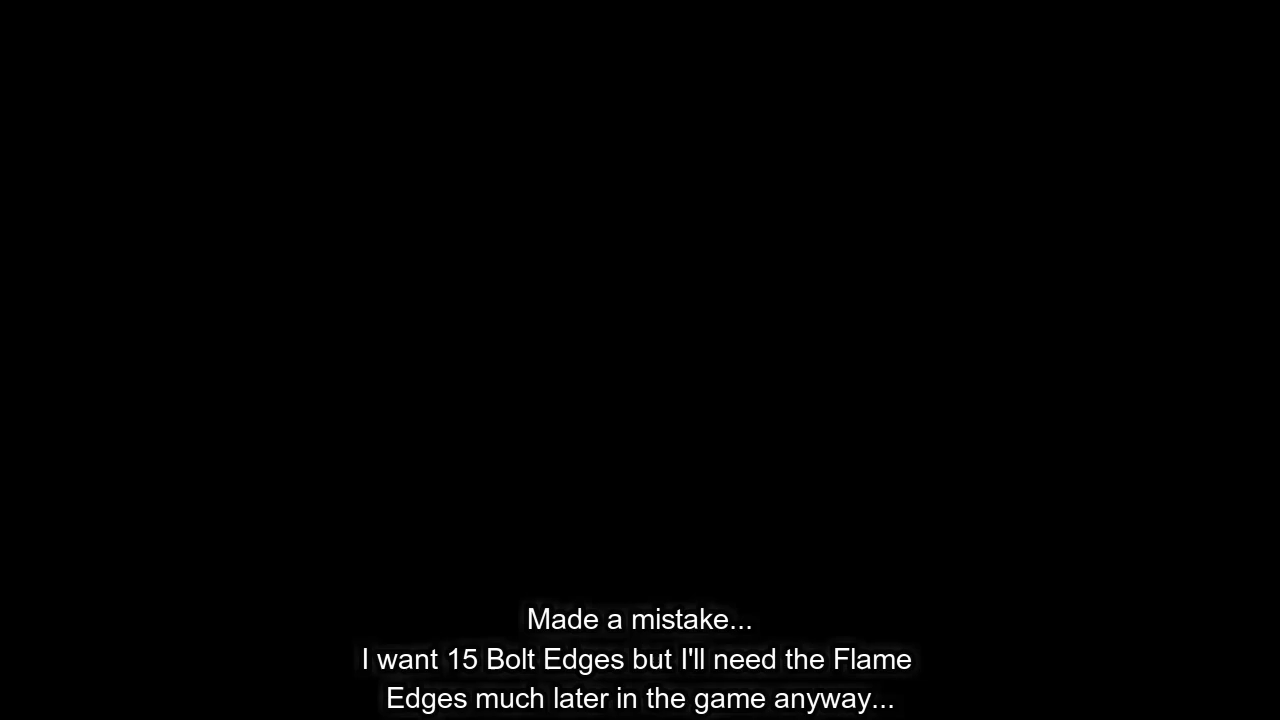 Made a mistake...
I want 15 Bolt Edges but I'll need the Flame
Edges much later in the game anyway...